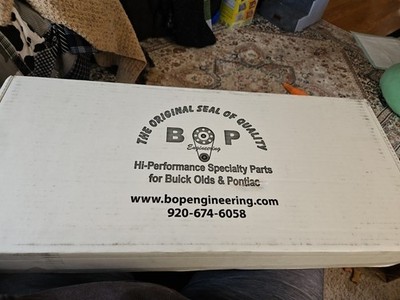 THE ORIGINAL SEAL OF QUALITY
BOP
Engineering
Hi-Performance Specialty Parts
for Buick Olds & Pontiac
www.bopengineering.com
920-674-6058